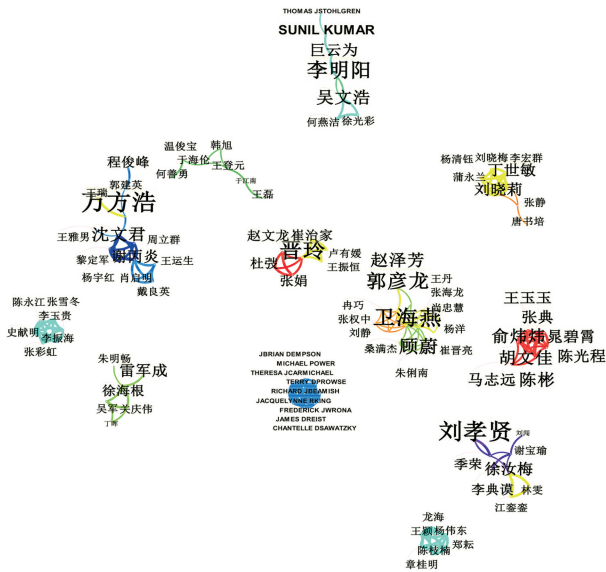 THOMAS JSTOHLGREN
SUNIL KUMAR
巨云为
李明阳
吴文浩
何燕洁 徐光彩
温俊宝 韩旭
于海伦 王登元
何善勇
于江南
王磊
程俊峰
郭建英
王瑞
万方浩
王雅男 沈文君 周立群
黎定军 谢丙炎 王运生
杨宇红 肖启明
戴良英
杨清钰 刘晓梅 李宏群
丁世敏
蒲永兰 刘晓莉
张静
唐书培
赵文龙 崔治家
晋玲 卢有媛
杜弢 王振恒
张娟
赵泽芳
郭彦龙 王丹
张海龙
冉巧 尚忠慧
张权中 卫海燕
刘静 杨洋
顾蔚
桑满杰 崔晋亮
朱俐南
王玉玉
张典
俞炜炜 晁碧霄
胡文佳 陈光程
马志远 陈彬
陈永江 张雪冬
李玉贵
史献明 李振海
张彩虹
朱明畅
雷军成
徐海根
吴军 关庆伟
丁晖
JBRIAN DEMPSON
MICHAEL POWER
THERESA JCARMICHAEL
TERRY DPROWSE
RICHARD JBEAMISH
JACQUELYNNE RKING
FREDERICK JWRONA
JAMES DREIST
CHANTELLE DSAWATZKY
刘孝贤
谢宝瑜
季荣 徐汝梅
李典谟 林雯
江銮銮
龙海
王颖 杨伟东
陈枝楠 郑耘
章桂明